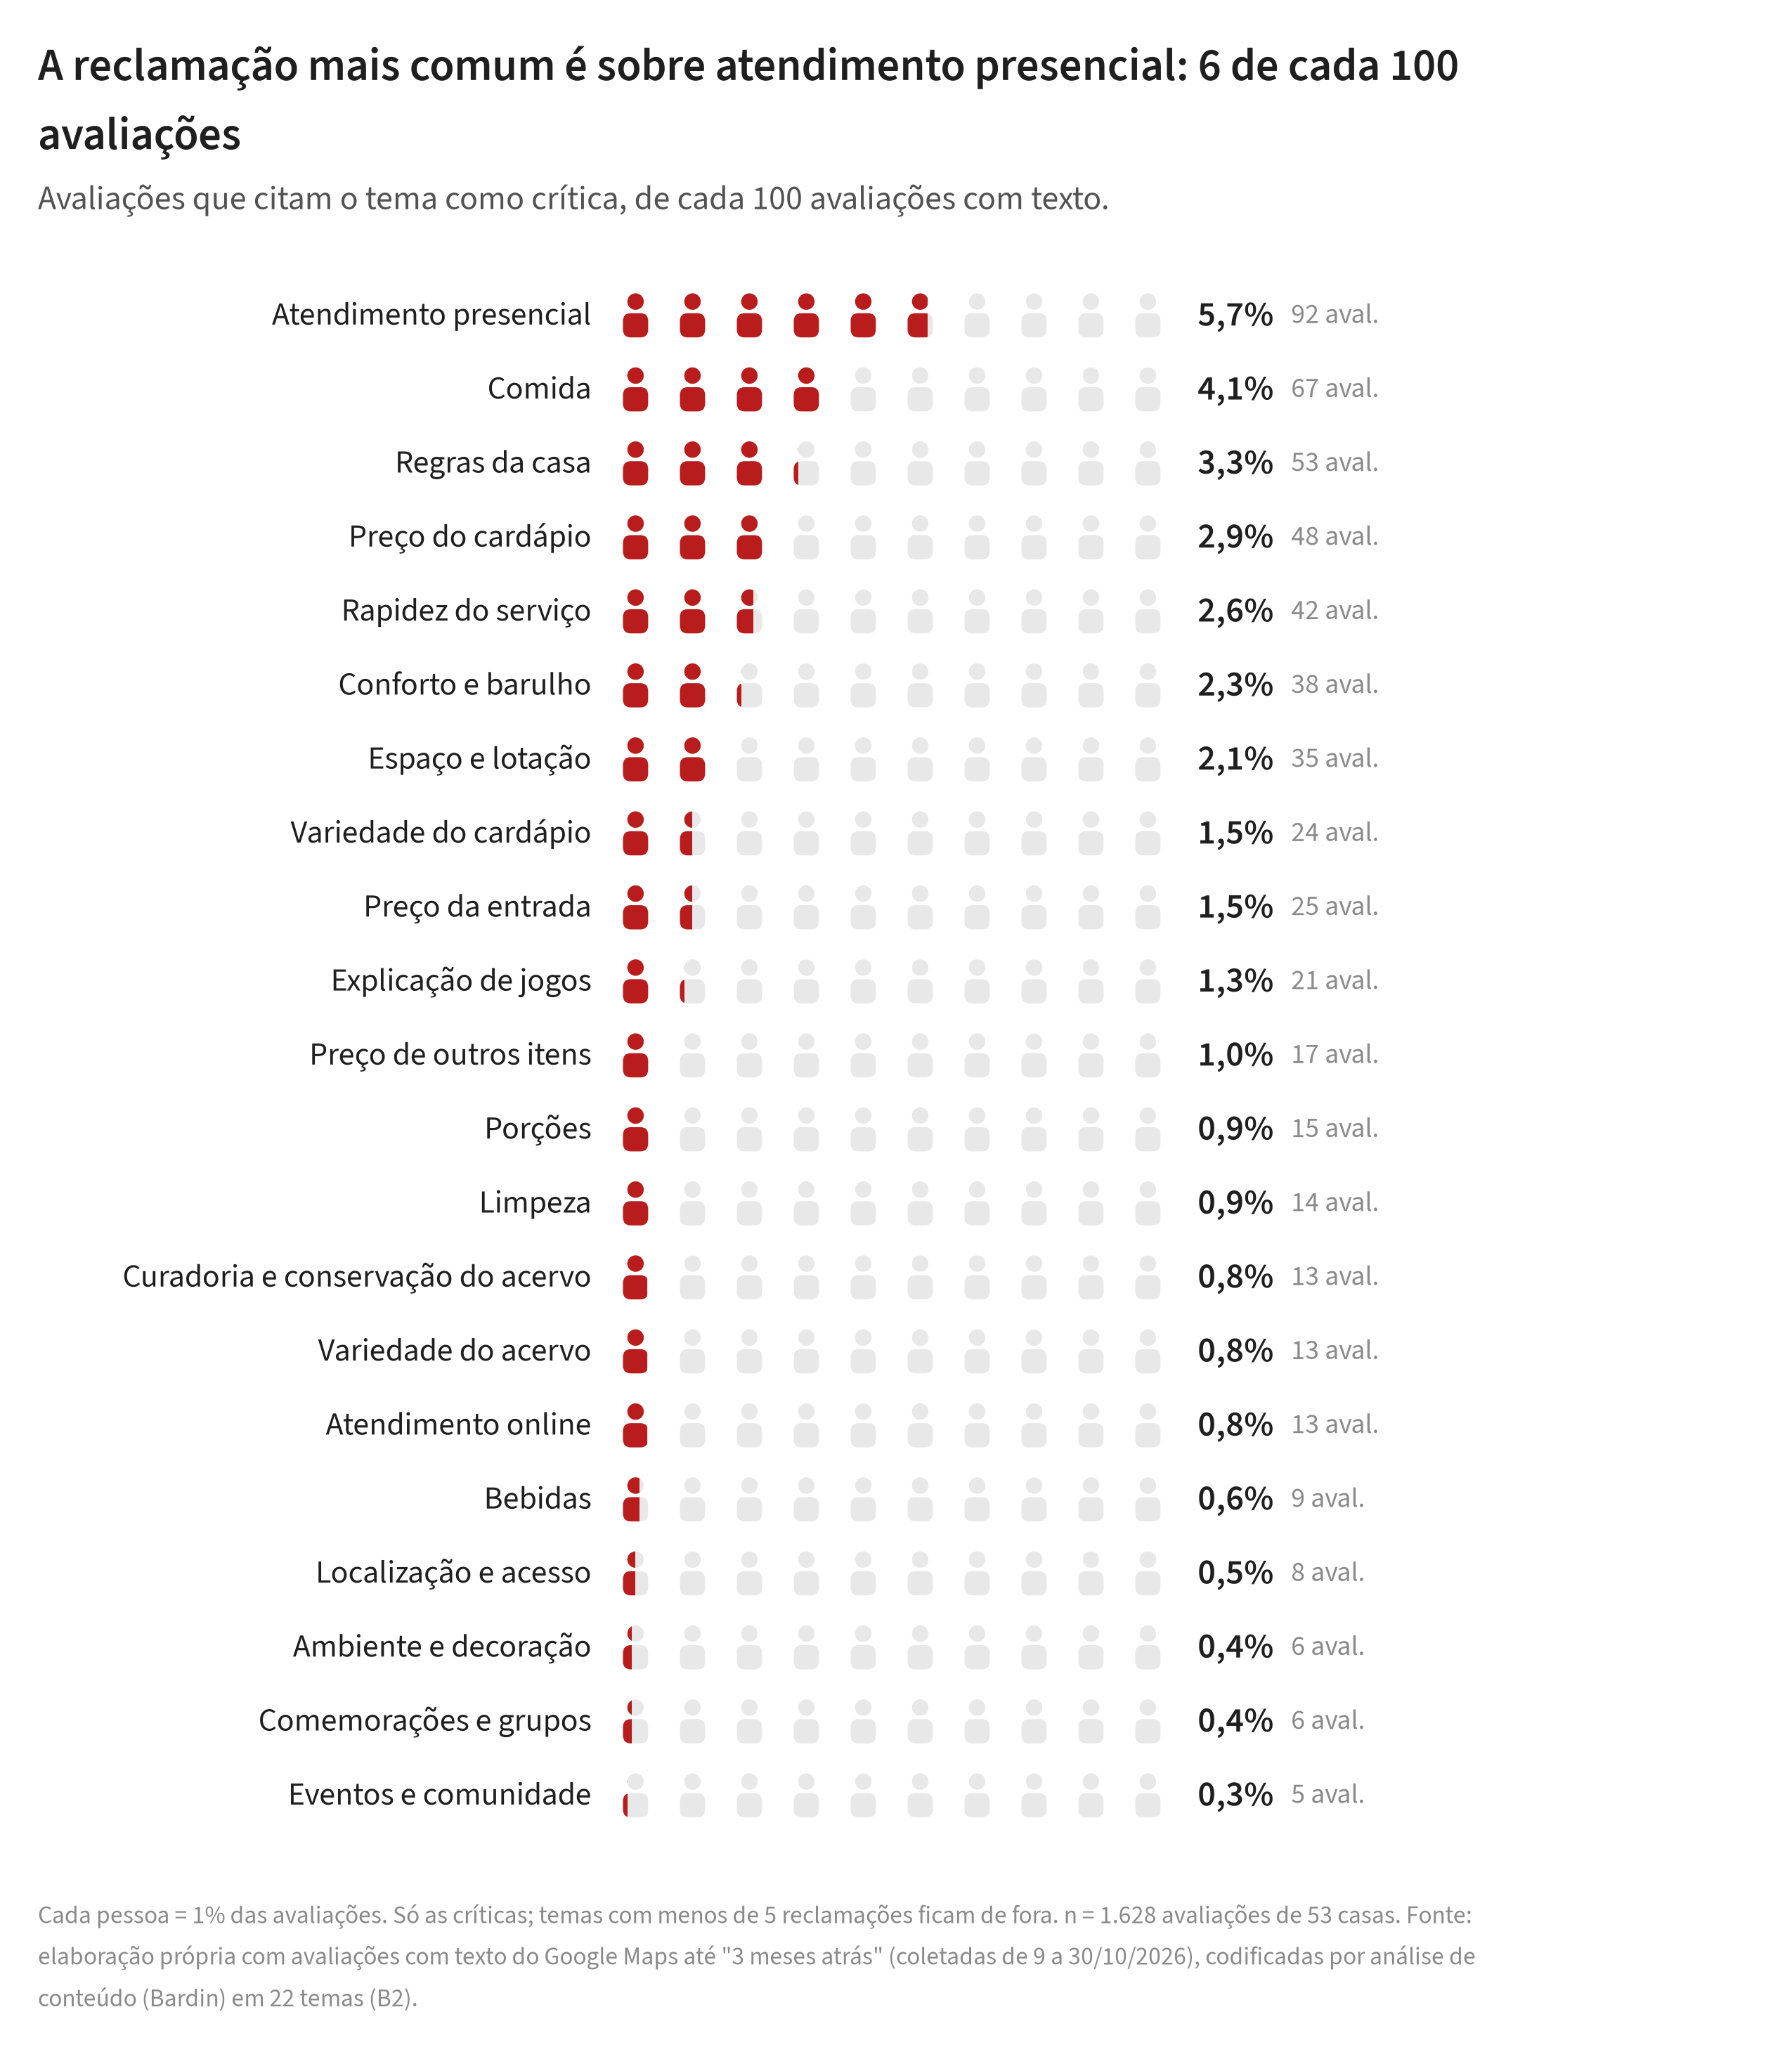 A reclamação mais comum é sobre atendimento presencial: 6 de cada 100
avaliações
Avaliações que citam o tema como crítica, de cada 100 avaliações com texto.
Atendimento presencial 5,7% 92 aval.
Comida 4,1% 67 aval.
Regras da casa 3,3% 53 aval.
Preço do cardápio 2,9% 48 aval.
Rapidez do serviço 2,6% 42 aval.
Conforto e barulho 2,3% 38 aval.
Espaço e lotação 2,1% 35 aval.
Variedade do cardápio 1,5% 24 aval.
Preço da entrada 1,5% 25 aval.
Explicação de jogos 1,3% 21 aval.
Preço de outros itens 1,0% 17 aval.
Porções 0,9% 15 aval.
Limpeza 0,9% 14 aval.
Curadoria e conservação do acervo 0,8% 13 aval.
Variedade do acervo 0,8% 13 aval.
Atendimento online 0,8% 13 aval.
Bebidas 0,6% 9 aval.
Localização e acesso 0,5% 8 aval.
Ambiente e decoração 0,4% 6 aval.
Comemorações e grupos 0,4% 6 aval.
Eventos e comunidade 0,3% 5 aval.
Cada pessoa = 1% das avaliações. Só as críticas; temas com menos de 5 reclamações ficam de fora. n = 1.628 avaliações de 53 casas. Fonte:
elaboração própria com avaliações com texto do Google Maps até "3 meses atrás" (coletadas de 9 a 30/10/2026), codificadas por análise de
conteúdo (Bardin) em 22 temas (B2).